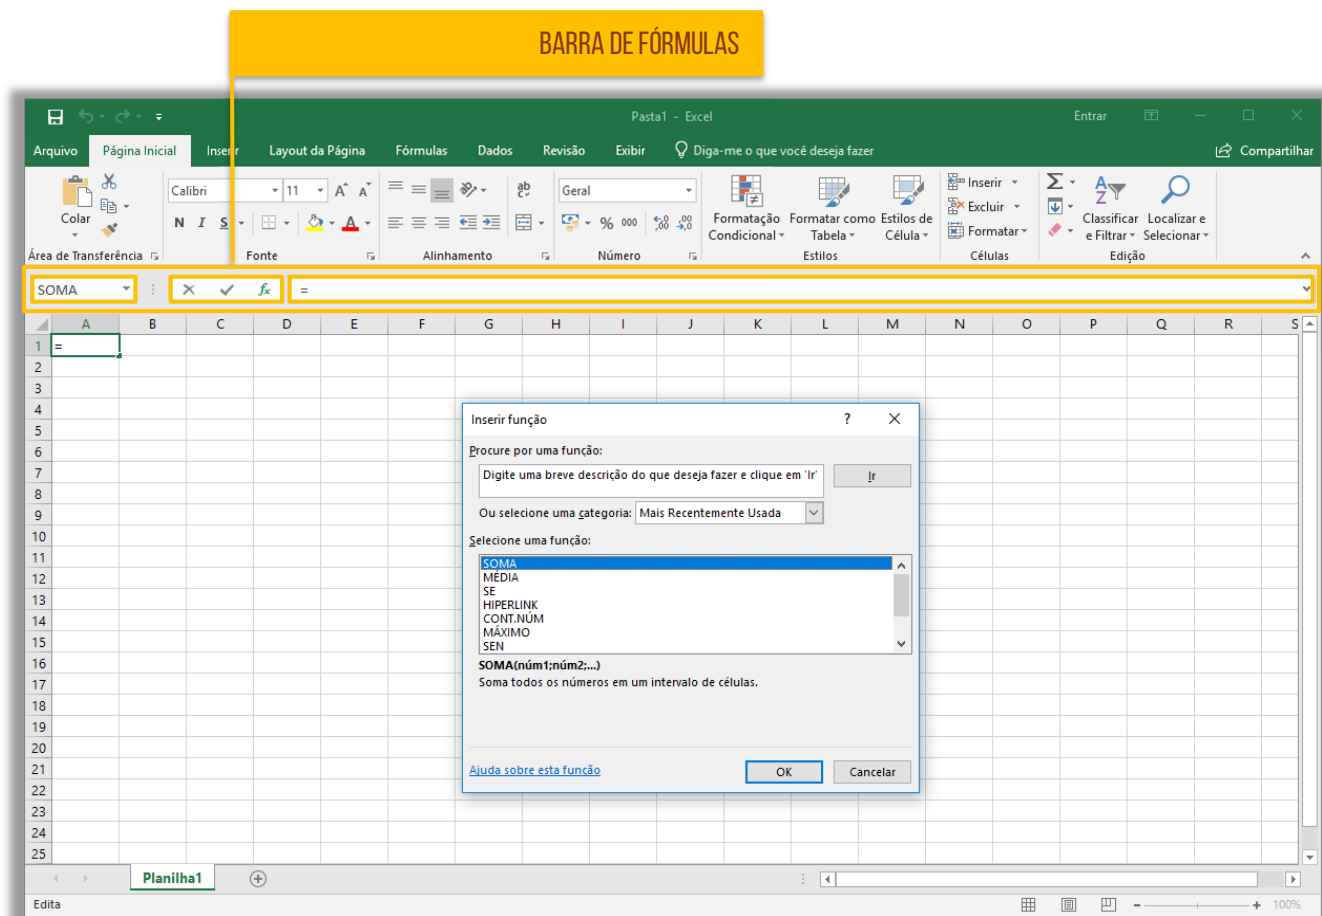 BARRA DE FÓRMULAS
Pasta1 - Excel
Entrar
Arquivo Página Inicial Inserir Layout da Página Fórmulas Dados Revisão Exibir Diga-me o que você deseja fazer Compartilhar
Colar
Área de Transferência
Calibri 11
N I S
A A
A
Fonte
ab
Alinhamento
Geral
% 000 ,00 ,00
Número
Formatação Condicional
Formatar como Tabela
Estilos de Célula
Estilos
Inserir
Excluir
Formatar
Células
Σ
Classificar e Filtrar
Localizar e Selecionar
Edição
SOMA fx =
A B C D E F G H I J K L M N O P Q R S
1 =
2
3
4
5
6
7
8
9
10
11
12
13
14
15
16
17
18
19
20
21
22
23
24
25
Inserir função ?
Procure por uma função:
Digite uma breve descrição do que deseja fazer e clique em 'Ir'
Ir
Ou selecione uma categoria: Mais Recentemente Usada
Selecione uma função:
SOMA
MÉDIA
SE
HIPERLINK
CONT.NÚM
MÁXIMO
SEN
SOMA(núm1;núm2;...)
Soma todos os números em um intervalo de células.
Ajuda sobre esta função
OK Cancelar
Planilha1
Edita
100%